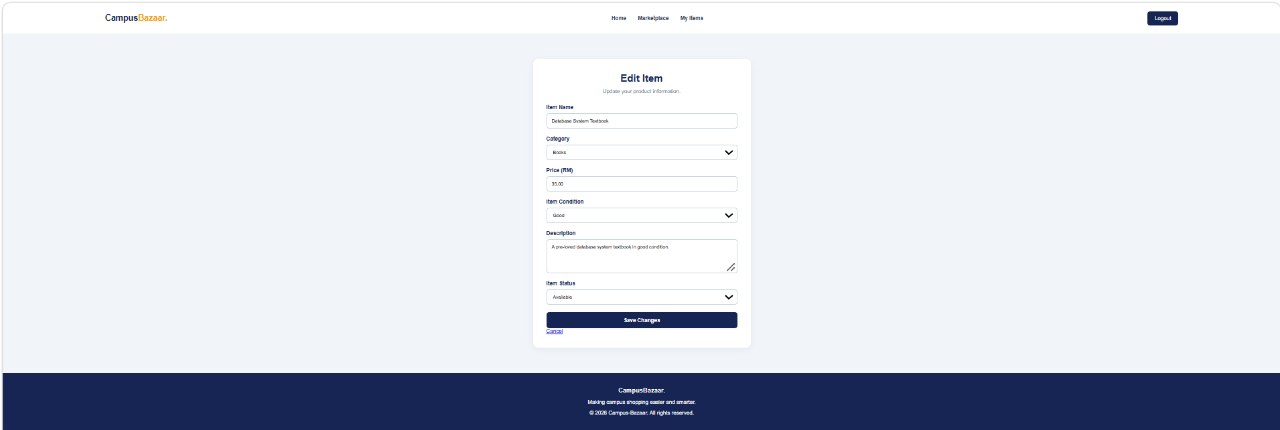 CampusBazaar.
Home Marketplace My Items
Logout
Edit Item
Update your product information.
Item Name
Database System Textbook
Category
Books
Price (RM)
35.00
Item Condition
Good
Description
A pre-loved database system textbook in good condition.
Item Status
Available
Save Changes
Cancel
CampusBazaar.
Making campus shopping easier and smarter.
© 2026 Campus-Bazaar. All rights reserved.